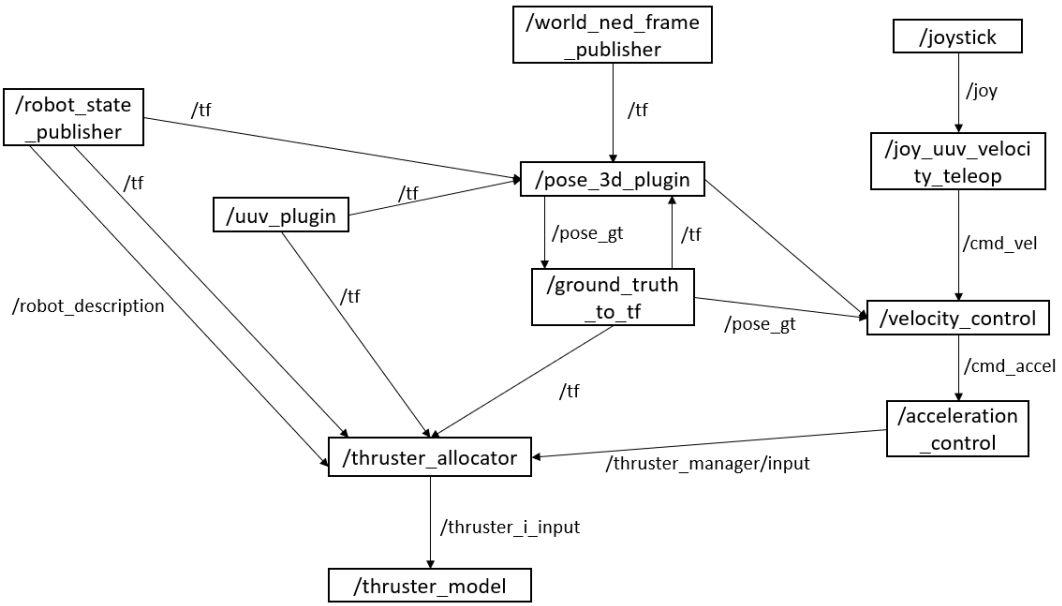 /world_ned_frame
_publisher
/joystick
/joy
/robot_state
_publisher
/tf
/tf
/joy_uuv_veloci
ty_teleop
/tf
/pose_3d_plugin
/tf
/uuv_plugin
/pose_gt
/tf
/cmd_vel
/ground_truth
_to_tf
/tf
/robot_description
/pose_gt
/velocity_control
/cmd_accel
/tf
/acceleration
_control
/thruster_allocator
/thruster_manager/input
/thruster_i_input
/thruster_model